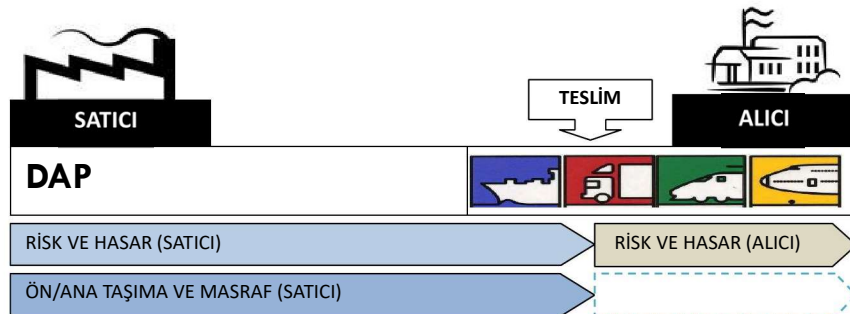 SATICI
TESLİM
ALICI
DAP
RİSK VE HASAR (SATICI)
RİSK VE HASAR (ALICI)
ÖN/ANA TAŞIMA VE MASRAF (SATICI)